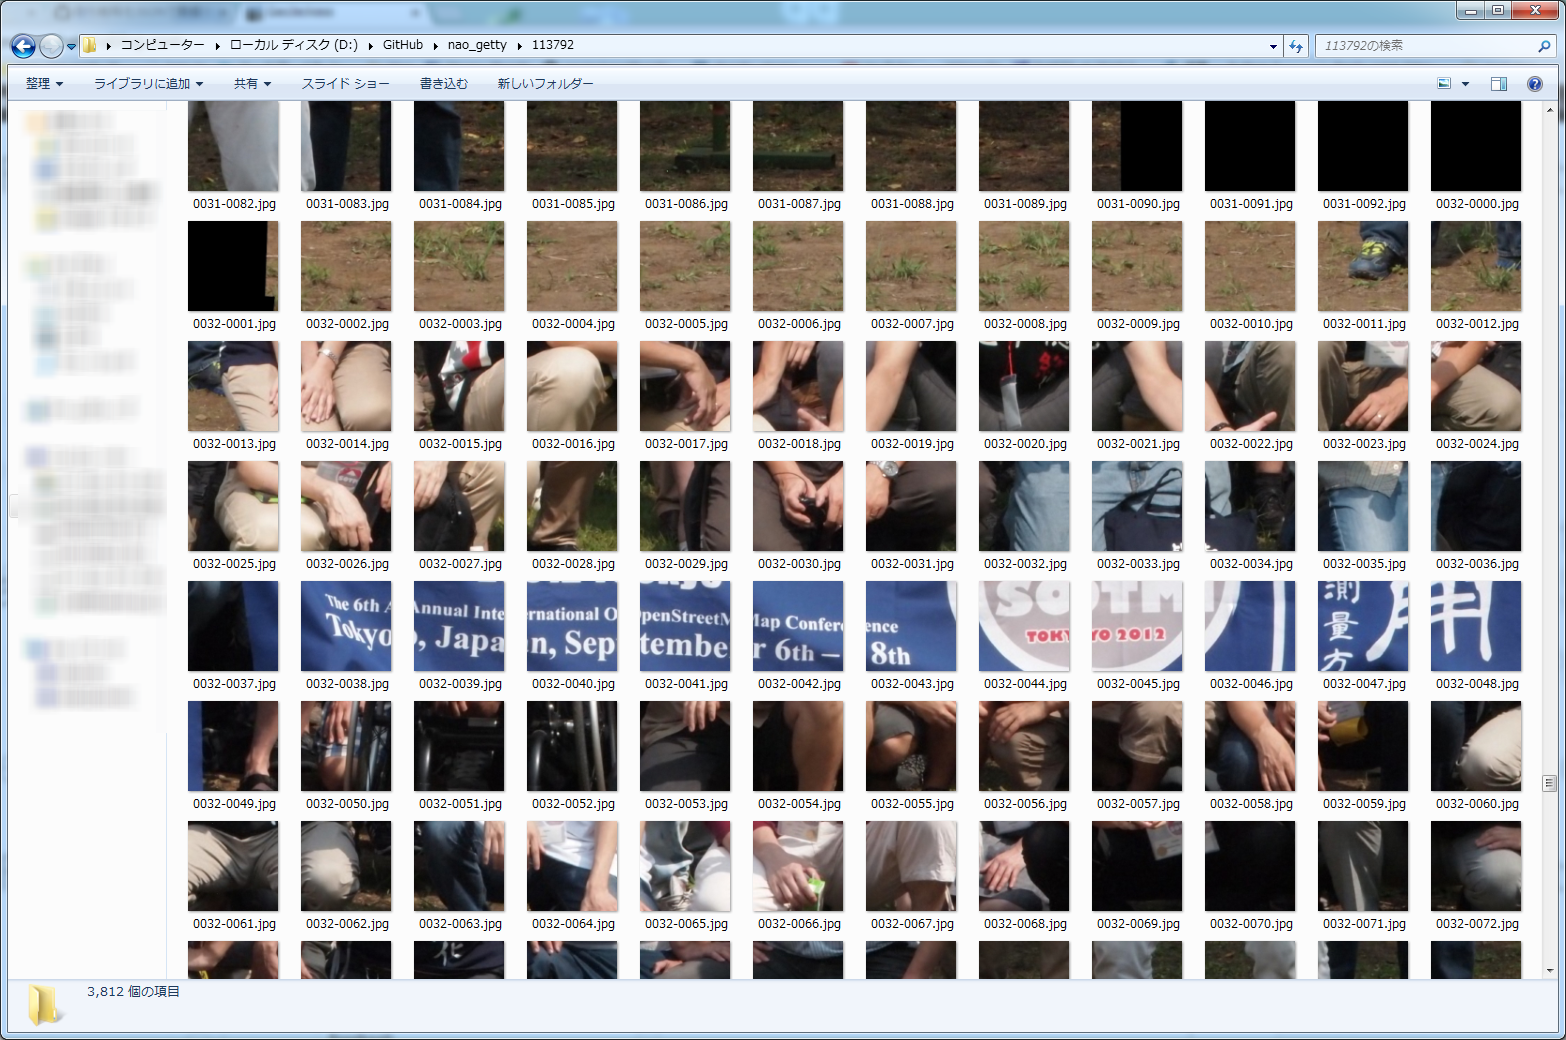 コンピューター ▸ ローカル ディスク (D:) ▸ GitHub ▸ nao_getty ▸ 113792
113792の検索
整理 ライブラリに追加 共有 スライド ショー 書き込む 新しいフォルダー
0031-0082.jpg 0031-0083.jpg 0031-0084.jpg 0031-0085.jpg 0031-0086.jpg 0031-0087.jpg 0031-0088.jpg 0031-0089.jpg 0031-0090.jpg 0031-0091.jpg 0031-0092.jpg 0032-0000.jpg
0032-0001.jpg 0032-0002.jpg 0032-0003.jpg 0032-0004.jpg 0032-0005.jpg 0032-0006.jpg 0032-0007.jpg 0032-0008.jpg 0032-0009.jpg 0032-0010.jpg 0032-0011.jpg 0032-0012.jpg
0032-0013.jpg 0032-0014.jpg 0032-0015.jpg 0032-0016.jpg 0032-0017.jpg 0032-0018.jpg 0032-0019.jpg 0032-0020.jpg 0032-0021.jpg 0032-0022.jpg 0032-0023.jpg 0032-0024.jpg
0032-0025.jpg 0032-0026.jpg 0032-0027.jpg 0032-0028.jpg 0032-0029.jpg 0032-0030.jpg 0032-0031.jpg 0032-0032.jpg 0032-0033.jpg 0032-0034.jpg 0032-0035.jpg 0032-0036.jpg
The 6th A Annual Inte ernational O OpenStreetM Map Confere ence
Tokyo o, Japa an, Sep tembe r 6th – 8th
SOTM
TOKY YO 2012
測量方
用
0032-0037.jpg 0032-0038.jpg 0032-0039.jpg 0032-0040.jpg 0032-0041.jpg 0032-0042.jpg 0032-0043.jpg 0032-0044.jpg 0032-0045.jpg 0032-0046.jpg 0032-0047.jpg 0032-0048.jpg
0032-0049.jpg 0032-0050.jpg 0032-0051.jpg 0032-0052.jpg 0032-0053.jpg 0032-0054.jpg 0032-0055.jpg 0032-0056.jpg 0032-0057.jpg 0032-0058.jpg 0032-0059.jpg 0032-0060.jpg
0032-0061.jpg 0032-0062.jpg 0032-0063.jpg 0032-0064.jpg 0032-0065.jpg 0032-0066.jpg 0032-0067.jpg 0032-0068.jpg 0032-0069.jpg 0032-0070.jpg 0032-0071.jpg 0032-0072.jpg
3,812 個の項目